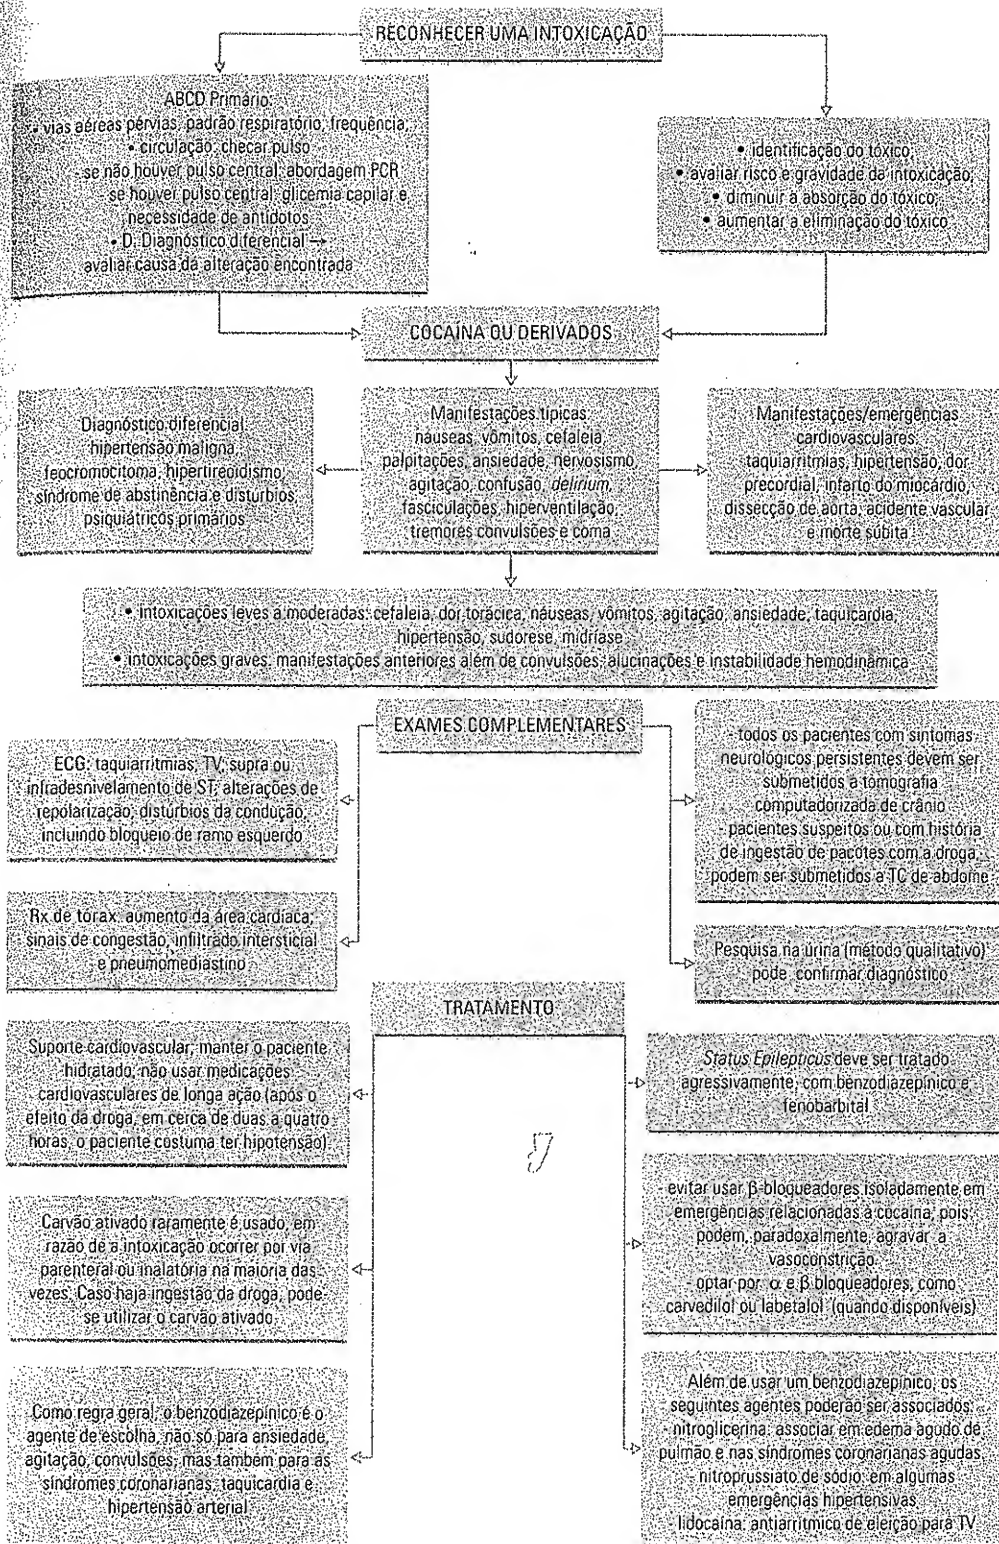 RECONHECER UMA INTOXICAÇÃO
ABCD Primário:
• vias aéreas pérvias, padrão respiratório, frequência;
• circulação: checar pulso
- se não houver pulso central: abordagem PCR
- se houver pulso central: glicemia capilar e
necessidade de antídotos
• D: Diagnóstico diferencial →
avaliar causa da alteração encontrada
• identificação do tóxico;
• avaliar risco e gravidade da intoxicação;
• diminuir a absorção do tóxico;
• aumentar a eliminação do tóxico
COCAÍNA OU DERIVADOS
Diagnóstico diferencial:
hipertensão maligna,
feocromocitoma, hipertireoidismo,
síndrome de abstinência e distúrbios
psiquiátricos primários
Manifestações típicas:
náuseas, vômitos, cefaleia,
palpitações, ansiedade, nervosismo,
agitação, confusão, delirium,
fasciculações, hiperventilação,
tremores convulsões e coma
Manifestações/emergências
cardiovasculares:
taquiarritmias, hipertensão, dor
precordial, infarto do miocárdio,
dissecção de aorta, acidente vascular
e morte súbita
• intoxicações leves a moderadas: cefaleia, dor torácica, náuseas, vômitos, agitação, ansiedade, taquicardia,
hipertensão, sudorese, midríase
• intoxicações graves: manifestações anteriores além de convulsões, alucinações e instabilidade hemodinâmica
EXAMES COMPLEMENTARES
ECG: taquiarritmias, TV, supra ou
infradesnivelamento de ST, alterações de
repolarização, distúrbios da condução,
incluindo bloqueio de ramo esquerdo
Rx de tórax: aumento da área cardíaca,
sinais de congestão, infiltrado intersticial
e pneumomediastino
- todos os pacientes com sintomas
neurológicos persistentes devem ser
submetidos a tomografia
computadorizada de crânio
- pacientes suspeitos ou com história
de ingestão de pacotes com a droga,
podem ser submetidos a TC de abdome
Pesquisa na urina (método qualitativo)
pode confirmar diagnóstico
TRATAMENTO
Suporte cardiovascular, manter o paciente
hidratado, não usar medicações
cardiovasculares de longa ação (após o
efeito da droga, em cerca de duas a quatro
horas, o paciente costuma ter hipotensão)
Carvão ativado raramente é usado, em
razão de a intoxicação ocorrer por via
parenteral ou inalatória na maioria das
vezes. Caso haja ingestão da droga, pode-
se utilizar o carvão ativado
Como regra geral, o benzodiazepínico é o
agente de escolha, não só para ansiedade,
agitação, convulsões, mas também para as
síndromes coronarianas, taquicardia e
hipertensão arterial
Status Epilepticus deve ser tratado
agressivamente, com benzodiazepínico e
fenobarbital
- evitar usar β-bloqueadores isoladamente em
emergências relacionadas à cocaína, pois
podem, paradoxalmente, agravar a
vasoconstrição
- optar por α e β bloqueadores, como
carvedilol ou labetalol (quando disponíveis)
Além de usar um benzodiazepínico, os
seguintes agentes poderão ser associados:
- nitroglicerina: associar em edema agudo de
pulmão e nas síndromes coronarianas agudas
nitroprussiato de sódio: em algumas
emergências hipertensivas
- lidocaína: antiarrítmico de eleição para TV